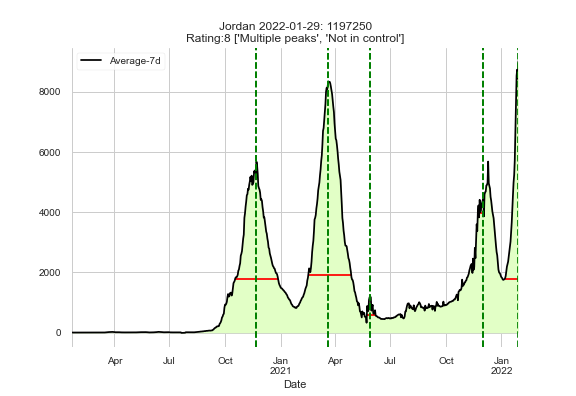 Jordan 2022-01-29: 1197250
Rating:8 ['Multiple peaks', 'Not in control']
Average-7d
8000
6000
4000
2000
0
Apr Jul Oct Jan Apr Jul Oct Jan
2021 2022
Date